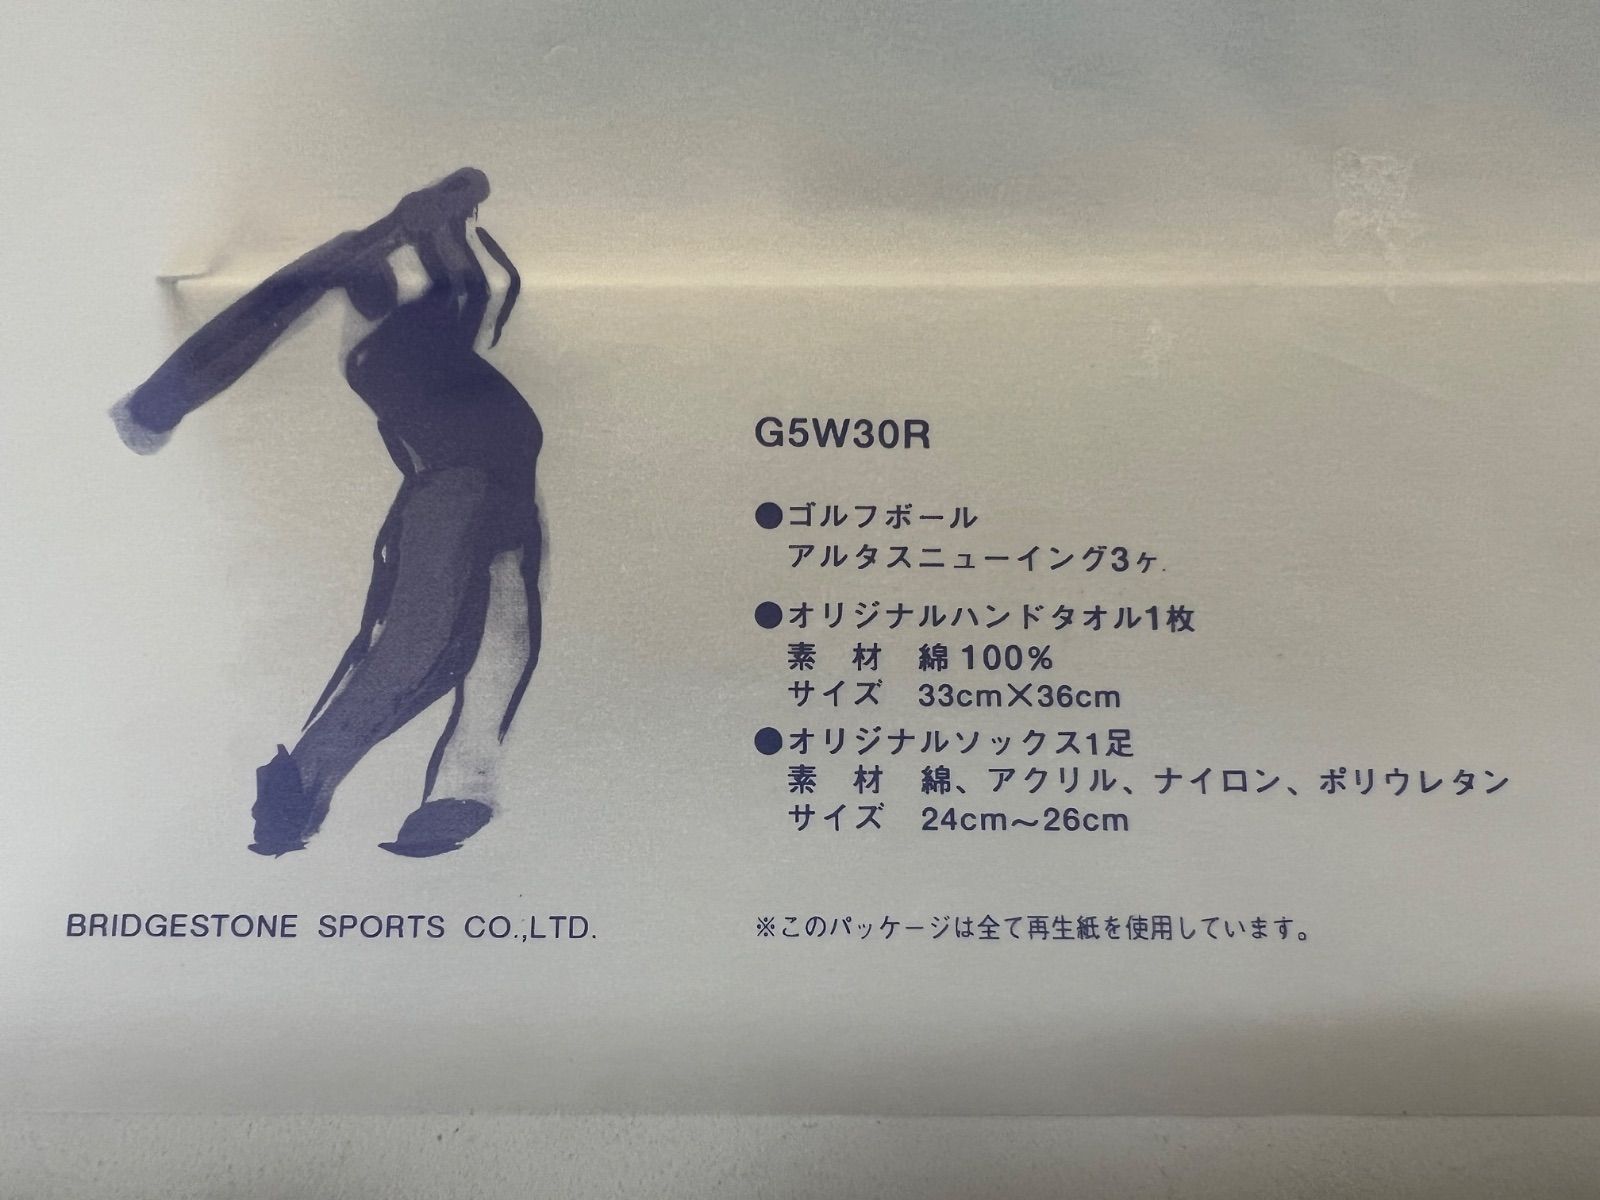 G5W30R
●ゴルフボール
アルタスニューイング3ヶ.
●オリジナルハンドタオル1枚
素　材　綿100%
サイズ　33cm×36cm
●オリジナルソックス1足
素　材　綿、アクリル、ナイロン、ポリウレタン
サイズ　24cm〜26cm
BRIDGESTONE SPORTS CO.,LTD.
※このパッケージは全て再生紙を使用しています。